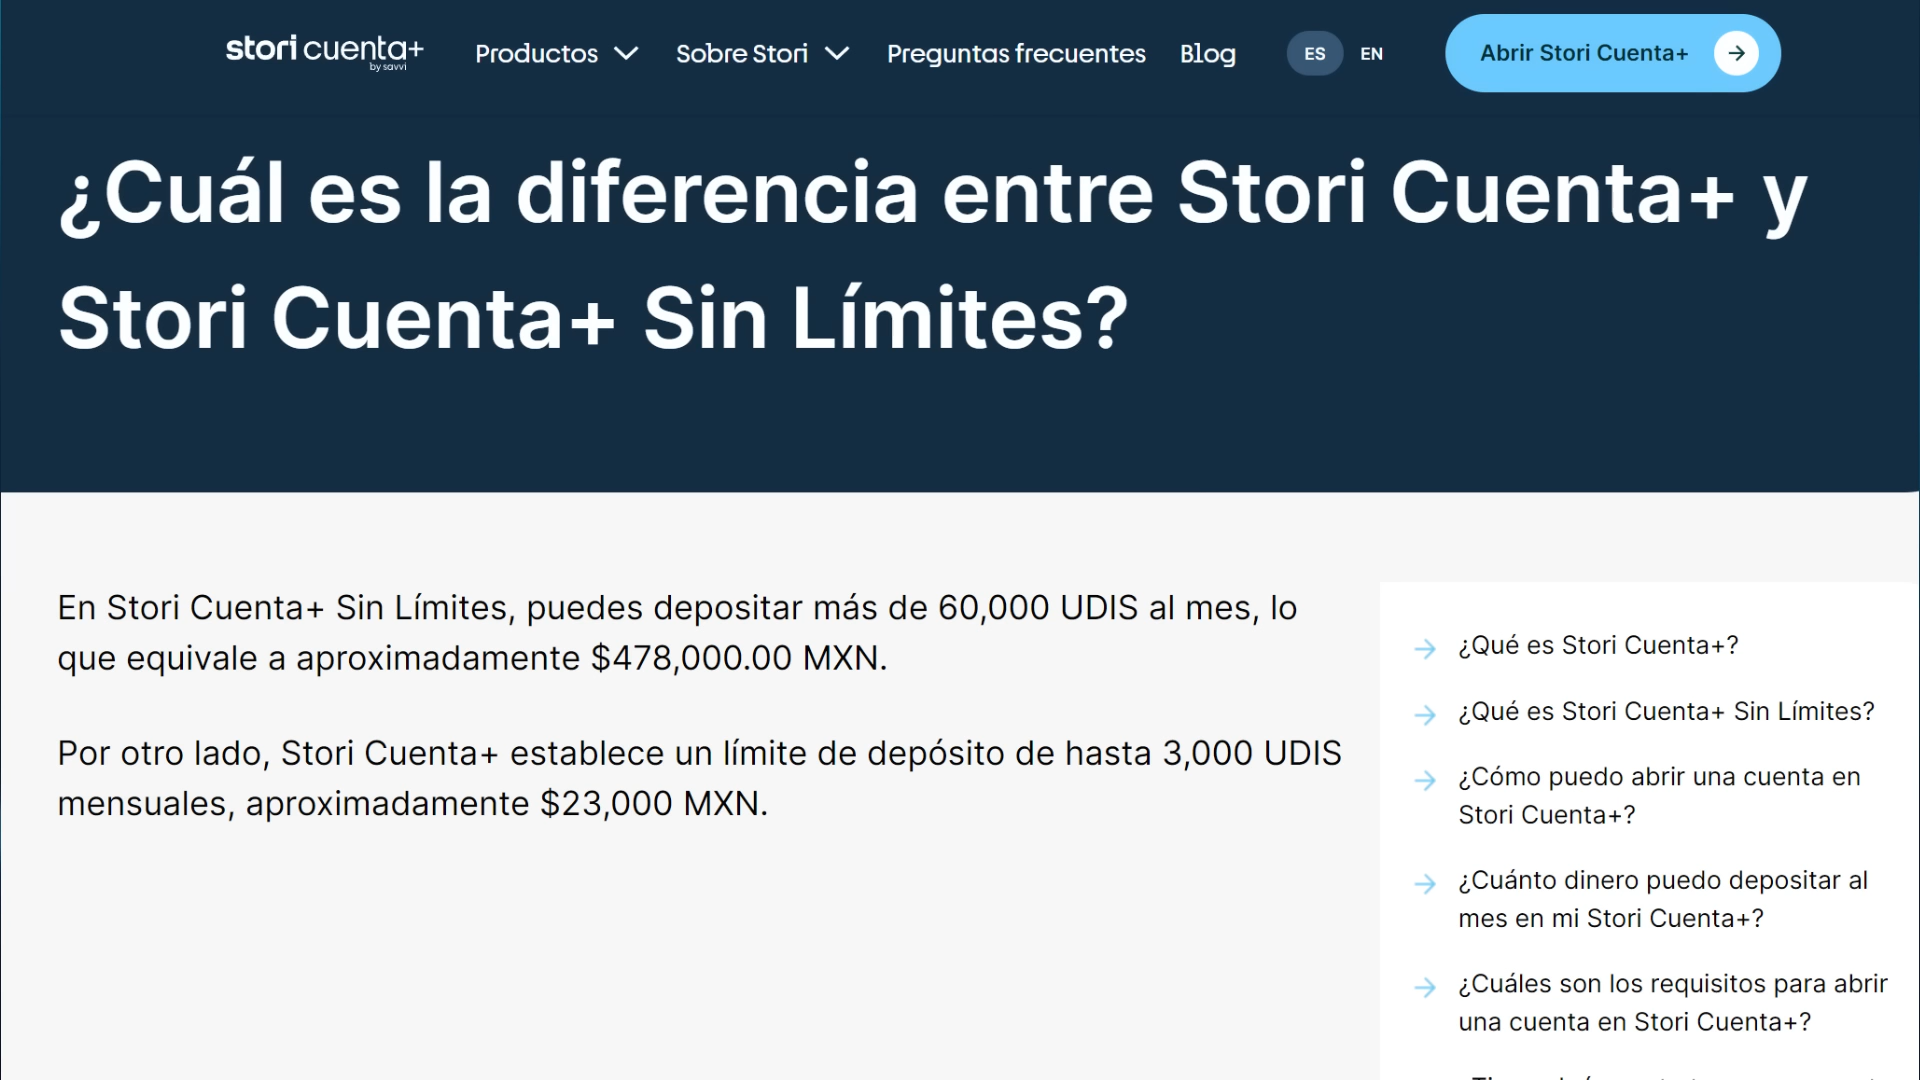 stori cuenta+
by savvi
Productos
Sobre Stori
Preguntas frecuentes
Blog
ES
EN
Abrir Stori Cuenta+
¿Cuál es la diferencia entre Stori Cuenta+ y
Stori Cuenta+ Sin Límites?
En Stori Cuenta+ Sin Límites, puedes depositar más de 60,000 UDIS al mes, lo
que equivale a aproximadamente $478,000.00 MXN.
Por otro lado, Stori Cuenta+ establece un límite de depósito de hasta 3,000 UDIS
mensuales, aproximadamente $23,000 MXN.
¿Qué es Stori Cuenta+?
¿Qué es Stori Cuenta+ Sin Límites?
¿Cómo puedo abrir una cuenta en
Stori Cuenta+?
¿Cuánto dinero puedo depositar al
mes en mi Stori Cuenta+?
¿Cuáles son los requisitos para abrir
una cuenta en Stori Cuenta+?